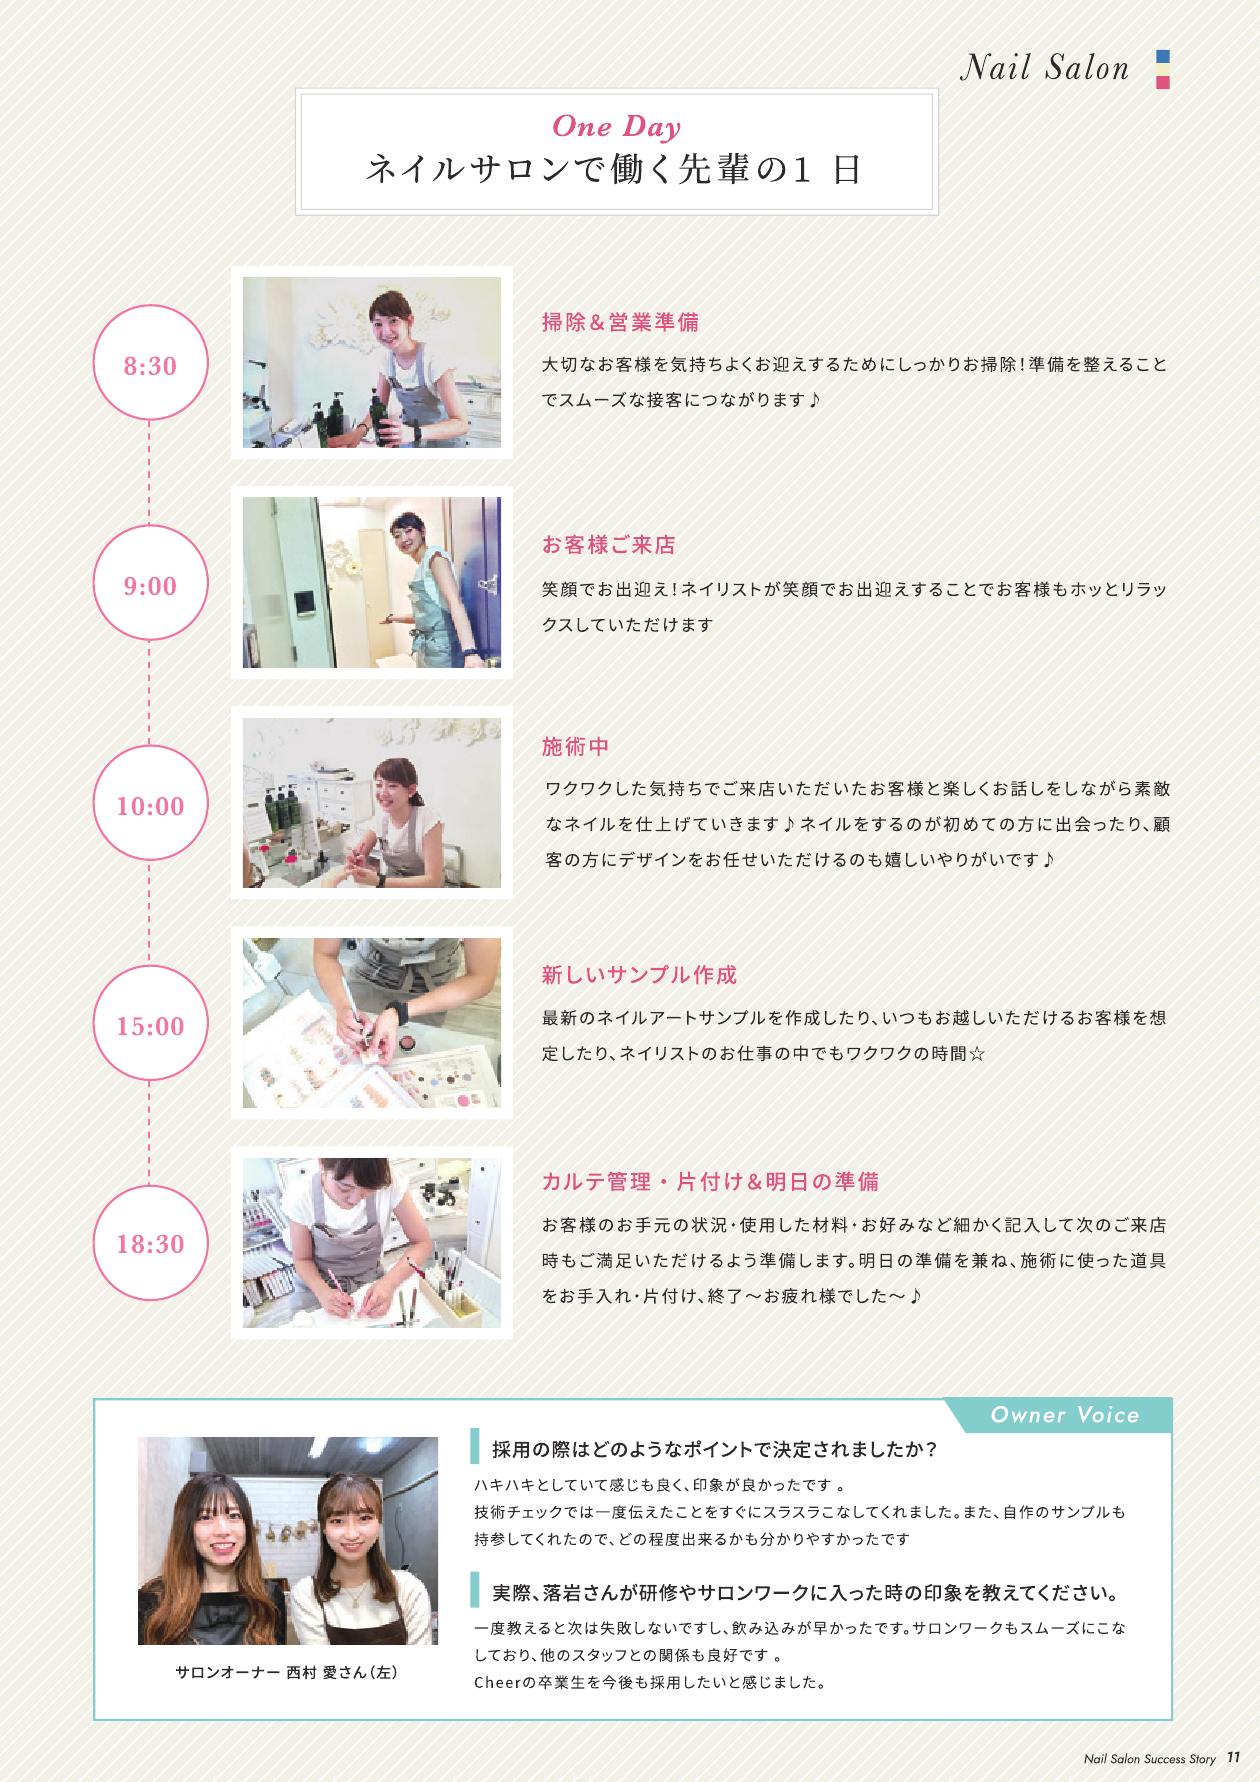 Nail Salon
One Day
ネイルサロンで働く先輩の1 日
8:30
掃除＆営業準備
大切なお客様を気持ちよくお迎えするためにしっかりお掃除！準備を整えること
でスムーズな接客につながります♪
9:00
お客様ご来店
笑顔でお出迎え！ネイリストが笑顔でお出迎えすることでお客様もホッとリラッ
クスしていただけます
10:00
施術中
ワクワクした気持ちでご来店いただいたお客様と楽しくお話しをしながら素敵
なネイルを仕上げていきます♪ネイルをするのが初めての方に出会ったり、顧
客の方にデザインをお任せいただけるのも嬉しいやりがいです♪
15:00
新しいサンプル作成
最新のネイルアートサンプルを作成したり、いつもお越しいただけるお客様を想
定したり、ネイリストのお仕事の中でもワクワクの時間☆
18:30
カルテ管理・片付け＆明日の準備
お客様のお手元の状況・使用した材料・お好みなど細かく記入して次のご来店
時もご満足いただけるよう準備します。明日の準備を兼ね、施術に使った道具
をお手入れ・片付け、終了〜お疲れ様でした〜♪
Owner Voice
採用の際はどのようなポイントで決定されましたか？
ハキハキとしていて感じも良く、印象が良かったです 。
技術チェックでは一度伝えたことをすぐにスラスラこなしてくれました。また、自作のサンプルも
持参してくれたので、どの程度出来るかも分かりやすかったです
実際、落岩さんが研修やサロンワークに入った時の印象を教えてください。
一度教えると次は失敗しないですし、飲み込みが早かったです。サロンワークもスムーズにこな
しており、他のスタッフとの関係も良好です 。
Cheerの卒業生を今後も採用したいと感じました。
サロンオーナー 西村 愛さん（左）
Nail Salon Success Story 11